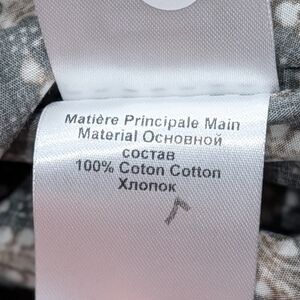 Matière Principale Main
Material Основной
состав
100% Coton Cotton
Хлопок